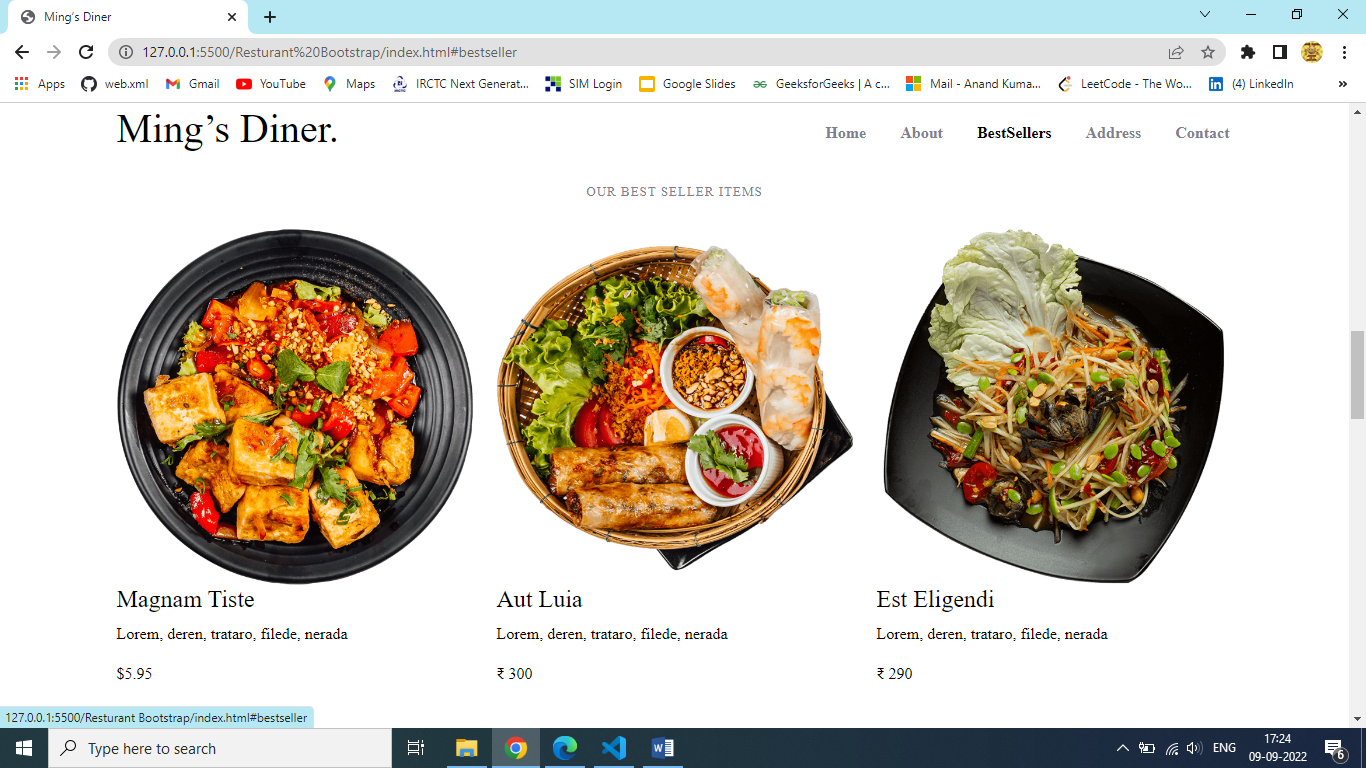 Ming's Diner
127.0.0.1:5500/Resturant%20Bootstrap/index.html#bestseller
Apps web.xml Gmail YouTube Maps IRCTC Next Generat... SIM Login Google Slides GeeksforGeeks | A c... Mail - Anand Kuma... LeetCode - The Wo... (4) LinkedIn »
Ming’s Diner. Home About BestSellers Address Contact
OUR BEST SELLER ITEMS
Magnam Tiste Aut Luia Est Eligendi
Lorem, deren, trataro, filede, nerada Lorem, deren, trataro, filede, nerada Lorem, deren, trataro, filede, nerada
$5.95 ₹ 300 ₹ 290
127.0.0.1:5500/Resturant Bootstrap/index.html#bestseller
Type here to search ENG 17:24 6
09-09-2022